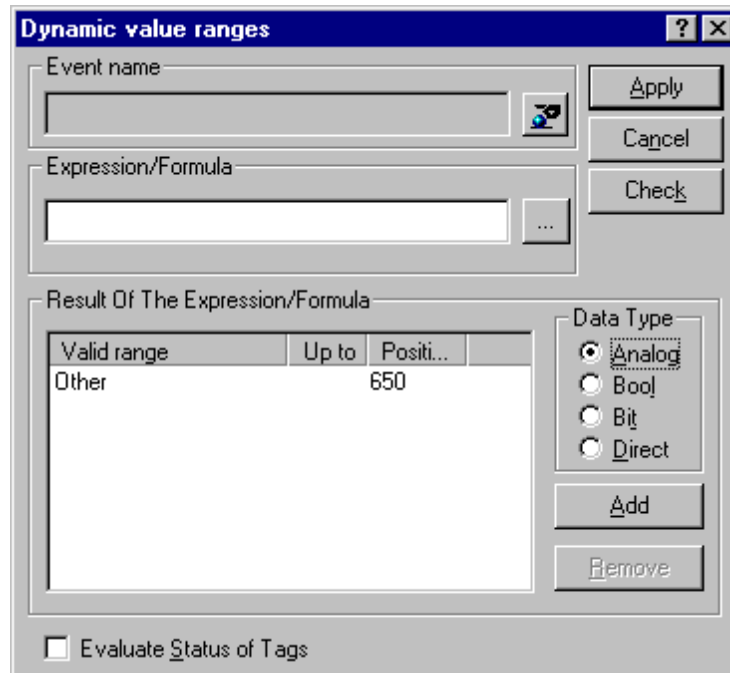 Dynamic value ranges
Event name
Apply
Cancel
Expression/Formula
Check
...
Result Of The Expression/Formula
Data Type
Valid range Up to Positi...
Other 650
Analog
Bool
Bit
Direct
Add
Remove
Evaluate Status of Tags